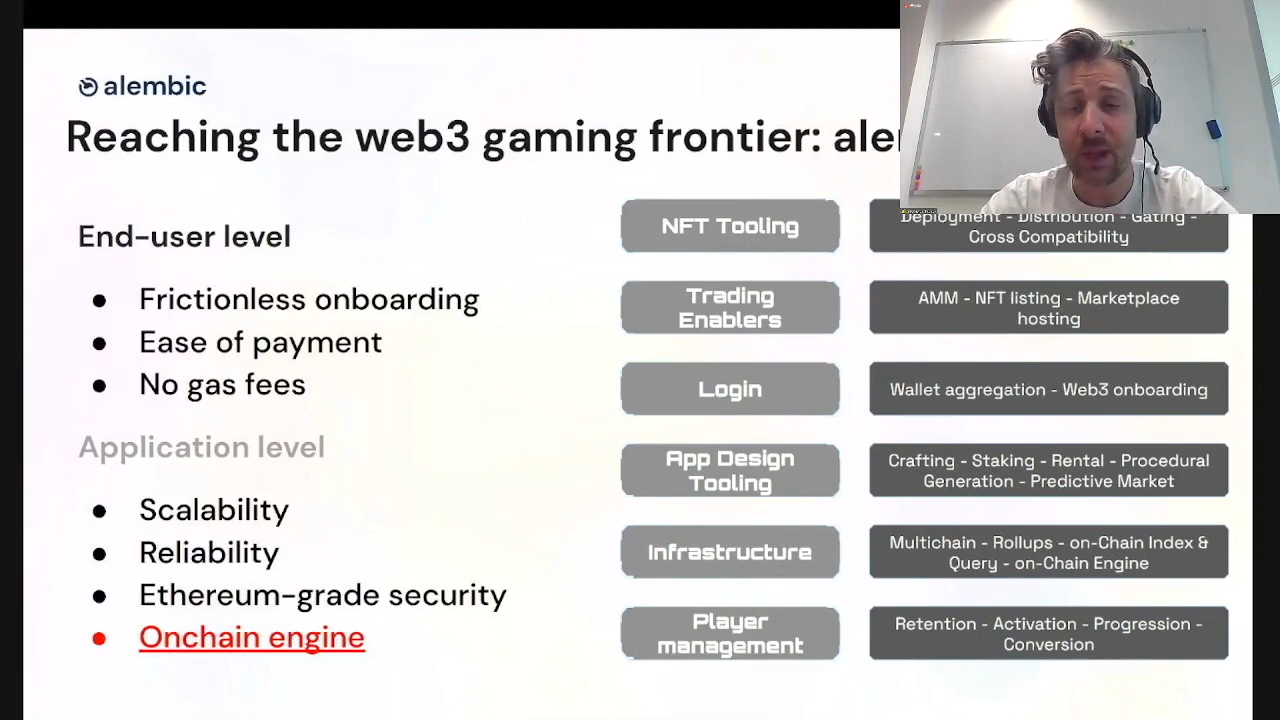 alembic
Reaching the web3 gaming frontier:
End-user level
Frictionless onboarding
Ease of payment
No gas fees
Application level
Scalability
Reliability
Ethereum-grade security
Onchain engine
NFT Tooling
Deployment - Distribution - Gating -
Cross Compatibility
Trading
Enablers
AMM - NFT listing - Marketplace
hosting
Login
Wallet aggregation - Web3 onboarding
App Design
Tooling
Crafting - Staking - Rental - Procedural
Generation - Predictive Market
Infrastructure
Multichain - Rollups - on-Chain Index &
Query - on-Chain Engine
Player
management
Retention - Activation - Progression -
Conversion